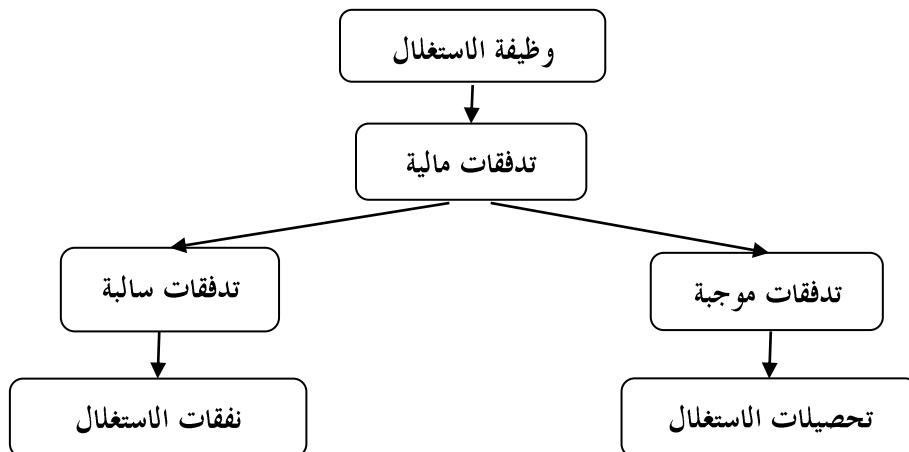 وظيفة الاستغلال
تدفقات مالية
تدفقات موجبة
تدفقات سالبة
تحصيلات الاستغلال
نفقات الاستغلال